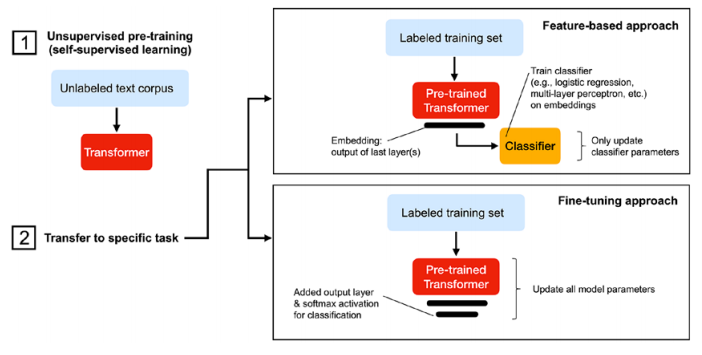 1
Unsupervised pre-training
(self-supervised learning)
Unlabeled text corpus
Transformer
2
Transfer to specific task
Feature-based approach
Labeled training set
Pre-trained
Transformer
Embedding:
output of last layer(s)
Train classifier
(e.g., logistic regression,
multi-layer perceptron, etc.)
on embeddings
Classifier
Only update
classifier parameters
Fine-tuning approach
Labeled training set
Pre-trained
Transformer
Added output layer
& softmax activation
for classification
Update all model parameters